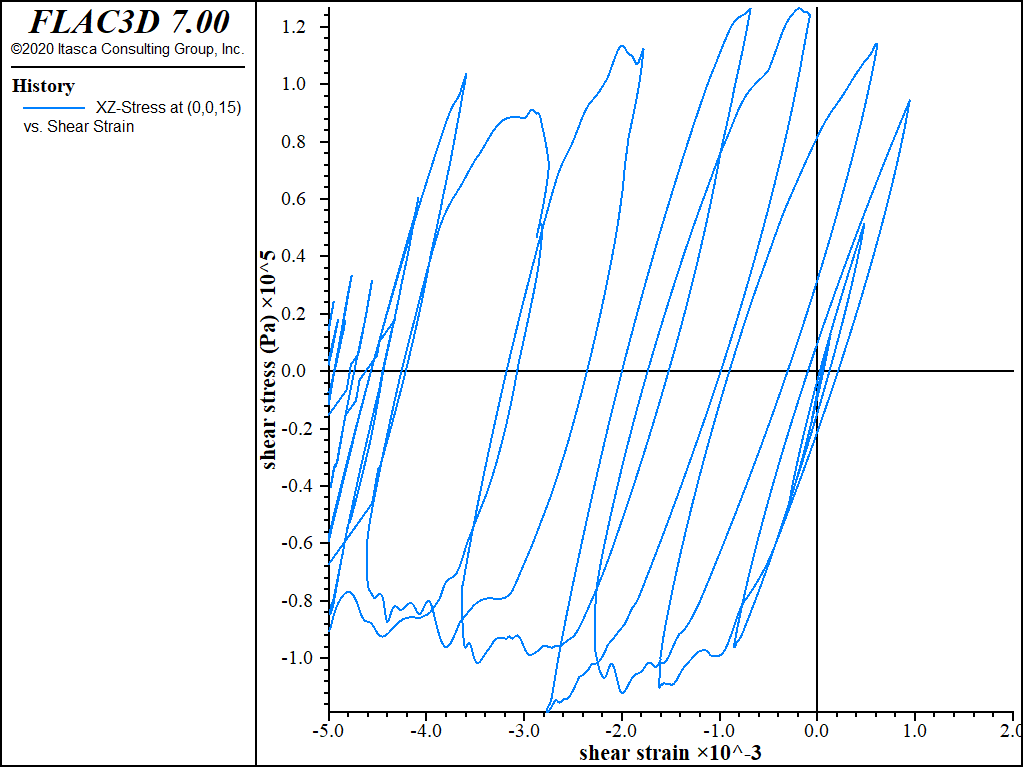 FLAC3D 7.00
©2020 Itasca Consulting Group, Inc.
History
XZ-Stress at (0,0,15)
vs. Shear Strain
shear stress (Pa) ×10^5
1.2
1.0
0.8
0.6
0.4
0.2
0.0
-0.2
-0.4
-0.6
-0.8
-1.0
-5.0 -4.0 -3.0 -2.0 -1.0 0.0 1.0 2.0
shear strain ×10^-3